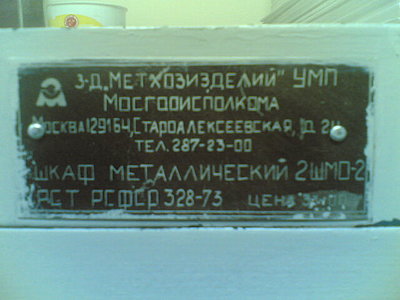 З-Д „МЕТХОЗИЗДЕЛИЙ" УМП
МОСГОРИСПОЛКОМА
МОСКВА 129164, СТАРОАЛЕКСЕЕВСКАЯ, Д 24
ТЕЛ. 287-23-00
ШКАФ МЕТАЛЛИЧЕСКИЙ 2ШМО-2
РСТ РСФСР 328-73 ЦЕНА